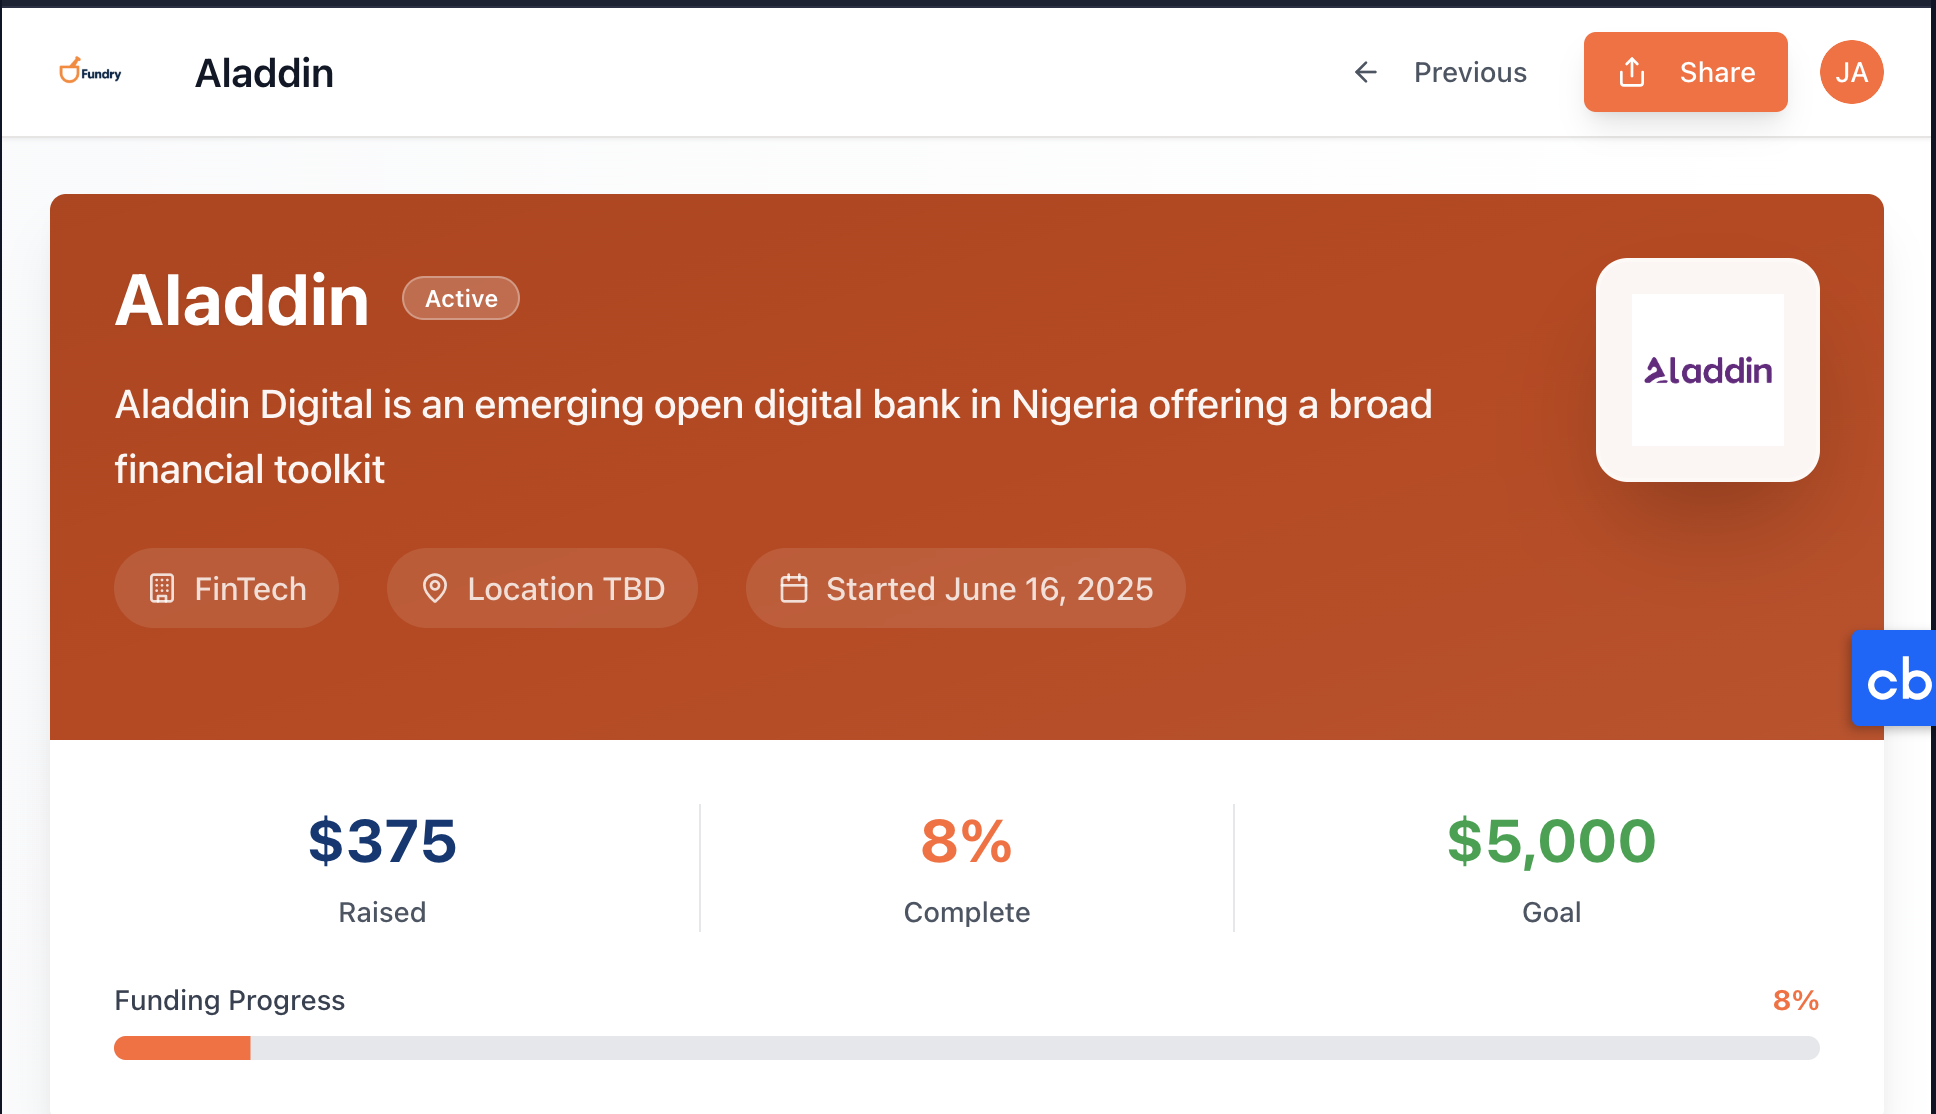 Fundry
Aladdin
Previous
Share
JA
Aladdin
Active
Aladdin
Aladdin Digital is an emerging open digital bank in Nigeria offering a broad
financial toolkit
FinTech
Location TBD
Started June 16, 2025
cb
$375
8%
$5,000
Raised
Complete
Goal
Funding Progress
8%